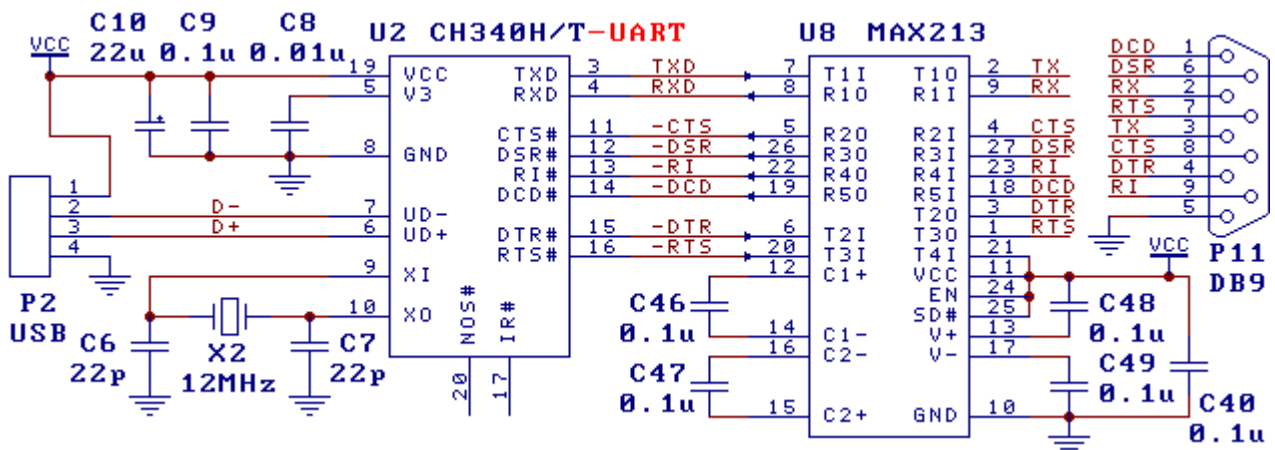 C10 C9 C8
VCC 22u 0.1u 0.01u
U2 CH340H/T-UART
U8 MAX213
19 VCC TXD 3 TXD
5 V3 RXD 4 RXD
CTS# 11 -CTS
8 GND DSR# 12 -DSR
RI# 13 -RI
DCD# 14 -DCD
7 UD- D-
6 UD+ D+
DTR# 15 -DTR
RTS# 16 -RTS
9 XI
10 XO
NOS# 20
IR# 17
1
2
3
4
P2
USB
C6
22p
X2
12MHz
C7
22p
7 T1I T1O 2 TX
8 R1O R1I 9 RX
5 R2O R2I 4 CTS
26 R3O R3I 27 DSR
22 R4O R4I 23 RI
19 R5O R5I 18 DCD
T2O 3 DTR
6 T2I T3O 1 RTS
20 T3I T4I 21
12 C1+ VCC 11
EN 24
SD# 25
14 C1- V+ 13
16 C2- V- 17
15 C2+ GND 10
C46
0.1u
C47
0.1u
C48
0.1u
C49
0.1u
C40
0.1u
VCC
DCD 1
DSR 6
RX 2
RTS 7
TX 3
CTS 8
DTR 4
RI 9
5
P11
DB9